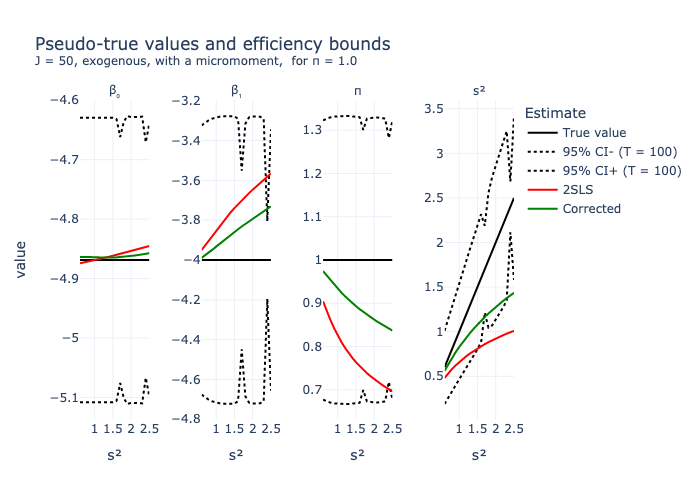 Pseudo-true values and efficiency bounds
J = 50, exogenous, with a micromoment,  for π = 1.0
β₀
β₁
π
s²
Estimate
True value
95% CI- (T = 100)
95% CI+ (T = 100)
2SLS
Corrected
value
−4.6
−4.7
−4.8
−4.9
−5
−5.1
−3.2
−3.4
−3.6
−3.8
−4
−4.2
−4.4
−4.6
−4.8
1.3
1.2
1.1
1
0.9
0.8
0.7
3.5
3
2.5
2
1.5
1
0.5
1 1.5 2 2.5
1 1.5 2 2.5
1 1.5 2 2.5
1 1.5 2 2.5
s²
s²
s²
s²